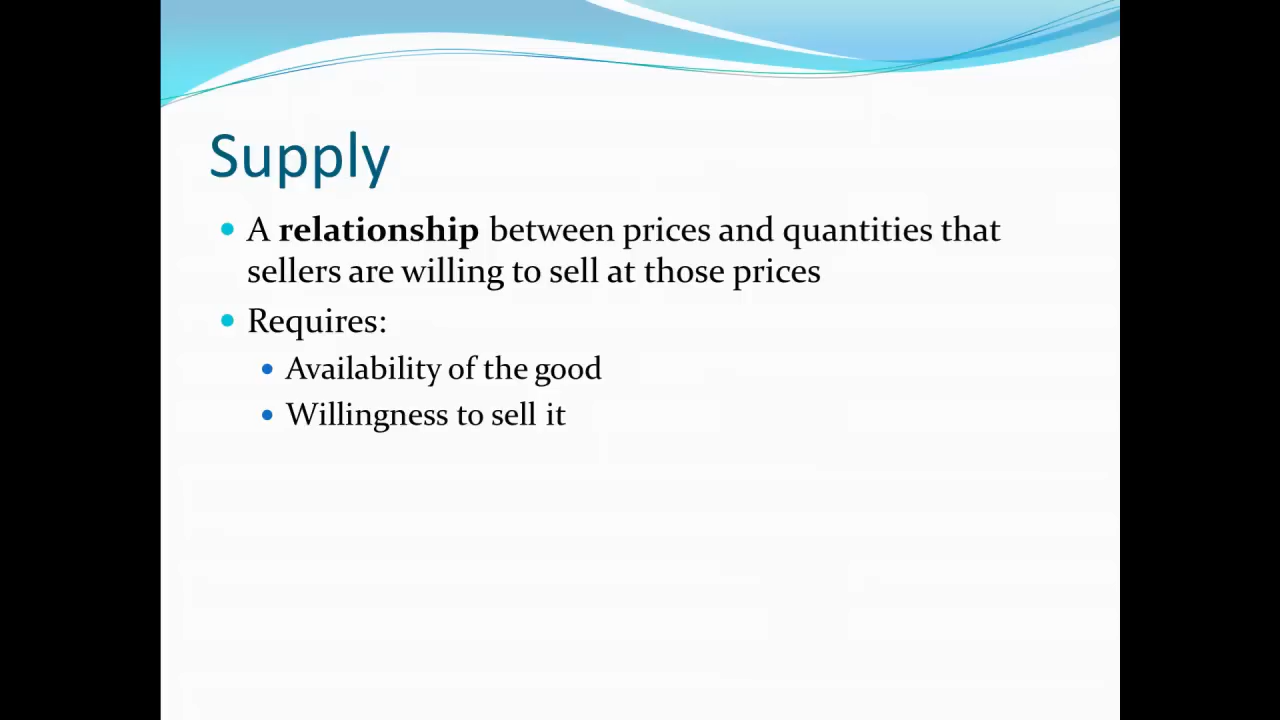 Supply
A relationship between prices and quantities that
sellers are willing to sell at those prices
Requires:
Availability of the good
Willingness to sell it